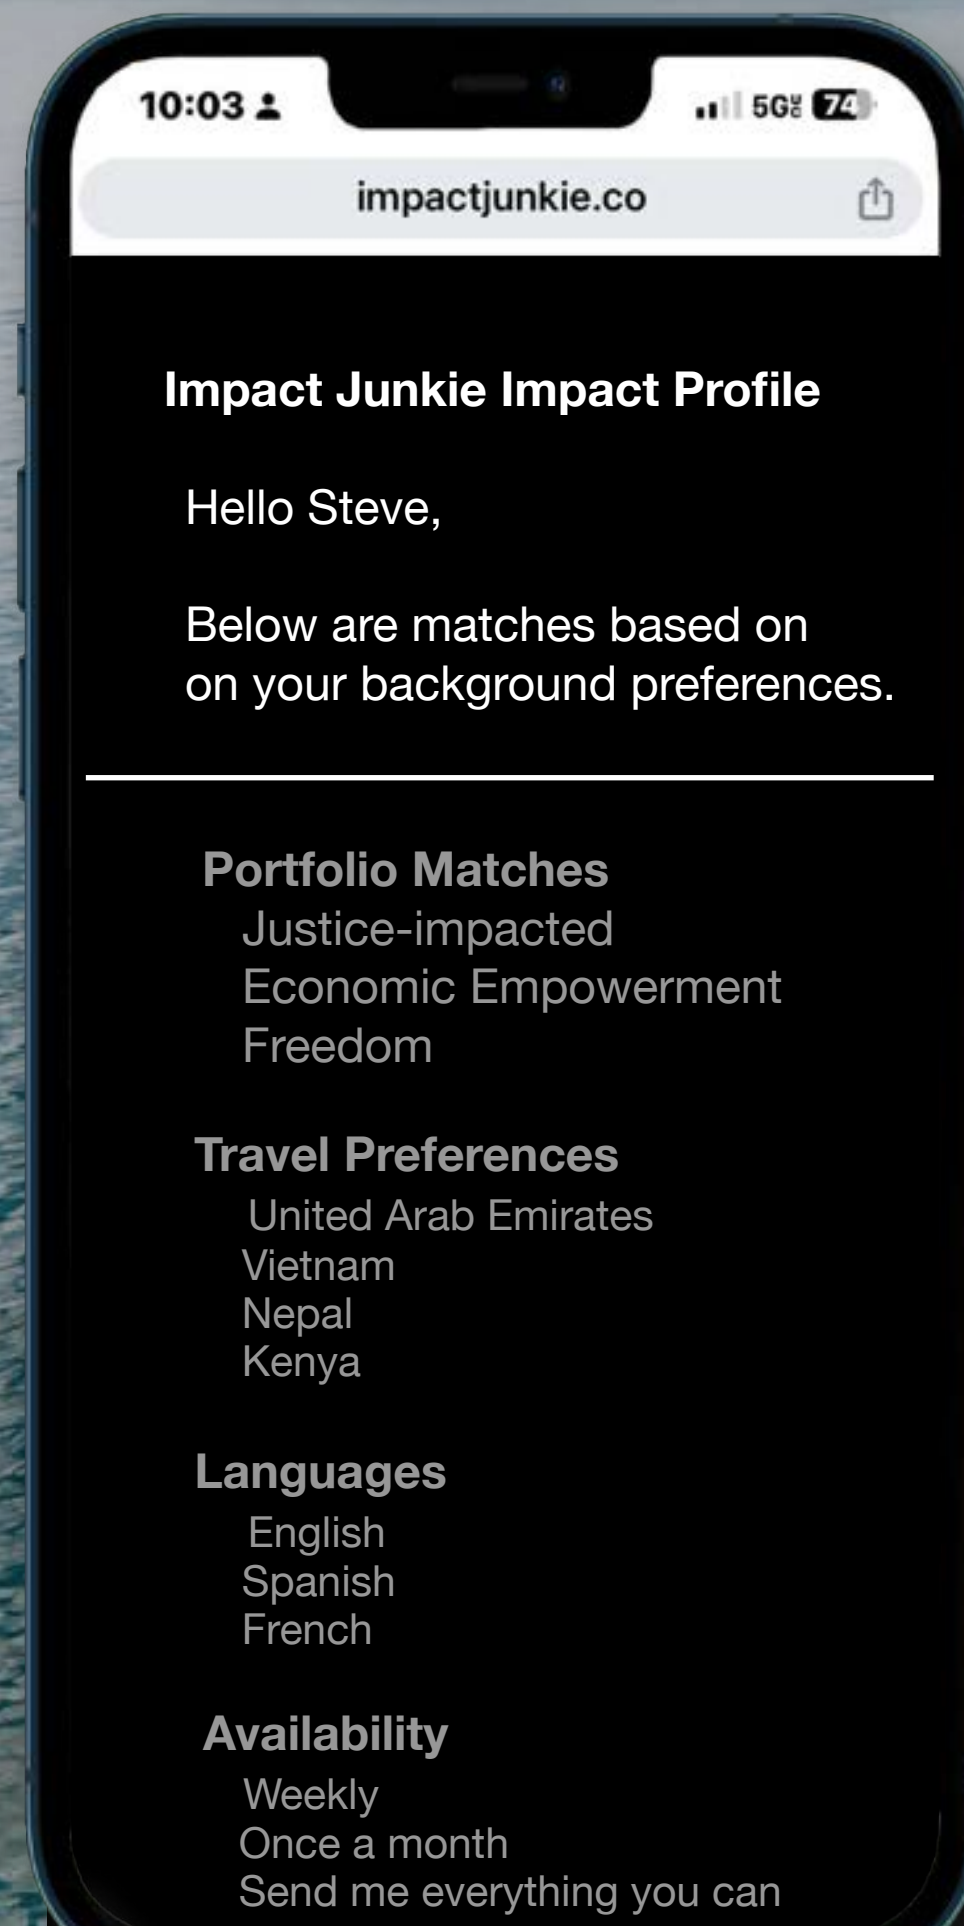 10:03
5G 74
impactjunkie.co
Impact Junkie Impact Profile
Hello Steve,
Below are matches based on
on your background preferences.
Portfolio Matches
Justice-impacted
Economic Empowerment
Freedom
Travel Preferences
United Arab Emirates
Vietnam
Nepal
Kenya
Languages
English
Spanish
French
Availability
Weekly
Once a month
Send me everything you can